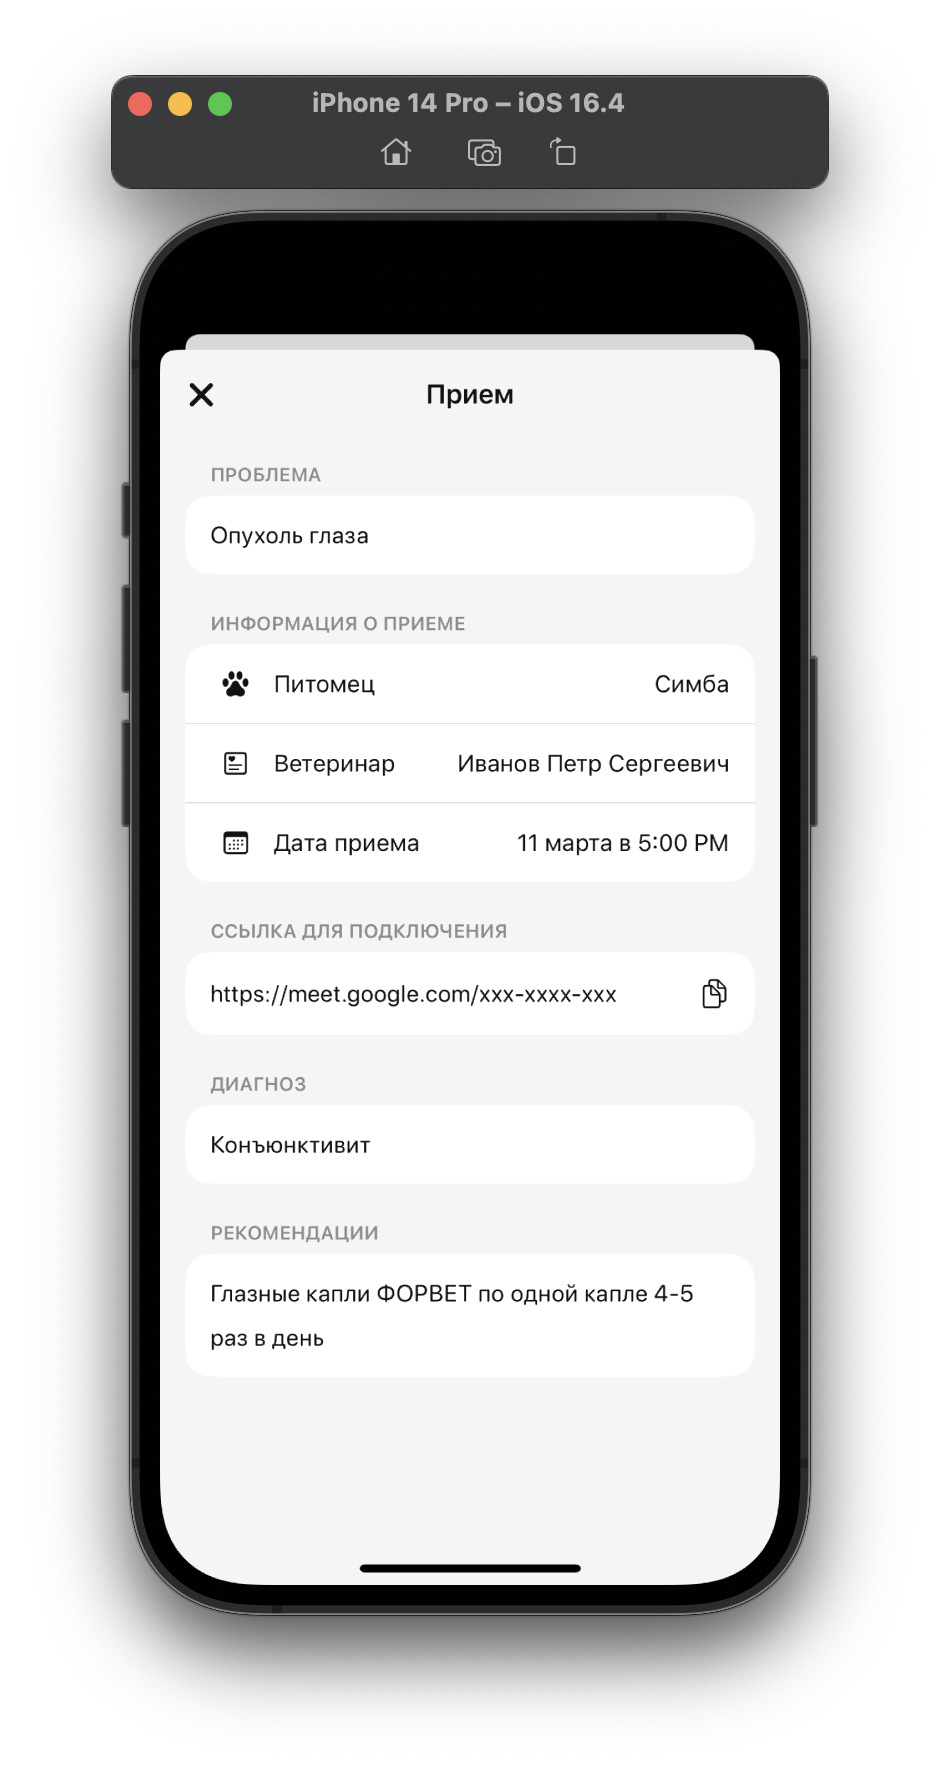 iPhone 14 Pro – iOS 16.4
Прием
ПРОБЛЕМА
Опухоль глаза
ИНФОРМАЦИЯ О ПРИЕМЕ
Питомец Симба
Ветеринар Иванов Петр Сергеевич
Дата приема 11 марта в 5:00 PM
ССЫЛКА ДЛЯ ПОДКЛЮЧЕНИЯ
https://meet.google.com/xxx-xxxx-xxx
ДИАГНОЗ
Конъюнктивит
РЕКОМЕНДАЦИИ
Глазные капли ФОРВЕТ по одной капле 4-5
раз в день